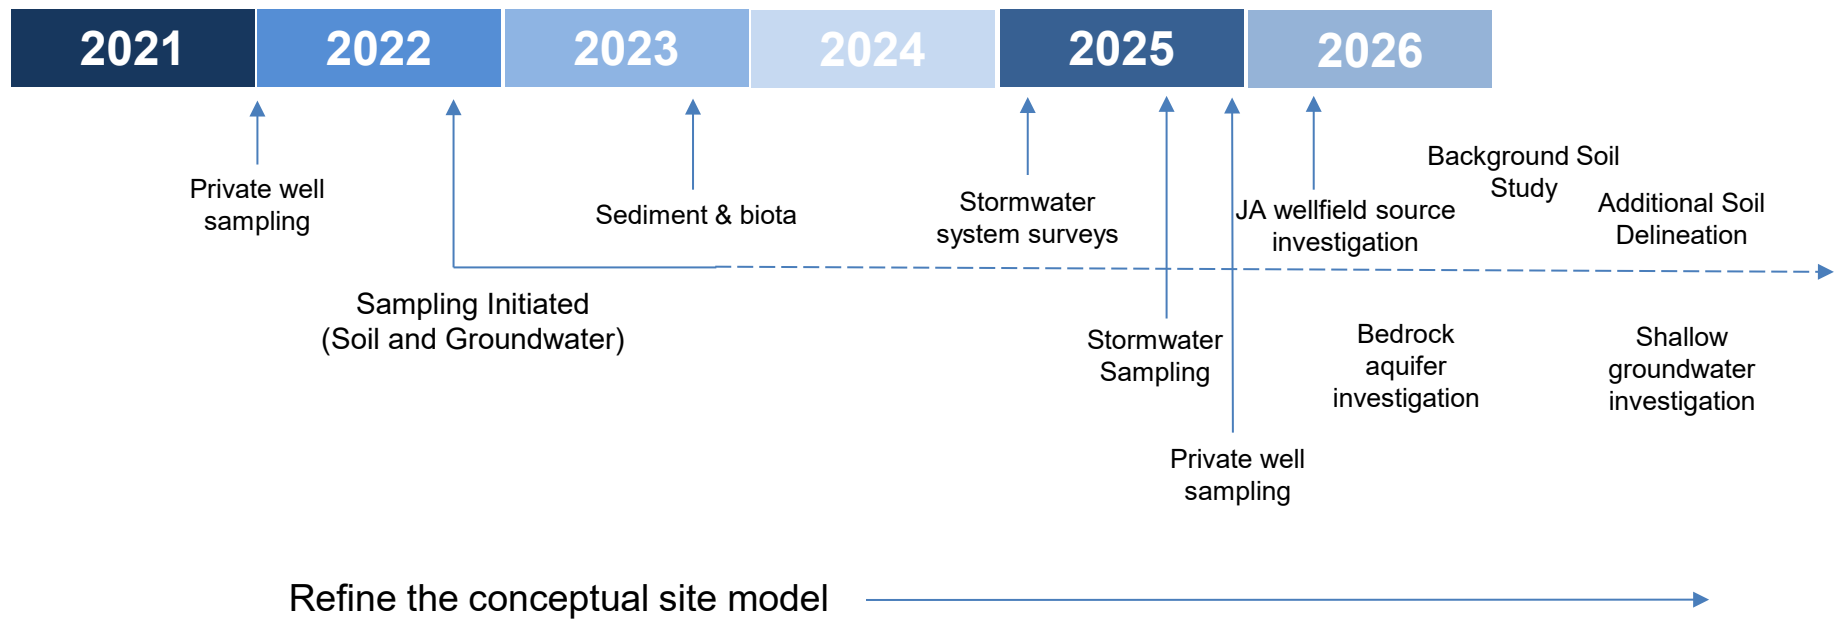 2021
2022
2023
2024
2025
2026
Private well
sampling
Sampling Initiated
(Soil and Groundwater)
Sediment & biota
Stormwater
system surveys
Stormwater
Sampling
Private well
sampling
JA wellfield source
investigation
Background Soil
Study
Additional Soil
Delineation
Bedrock
aquifer
investigation
Shallow
groundwater
investigation
Refine the conceptual site model